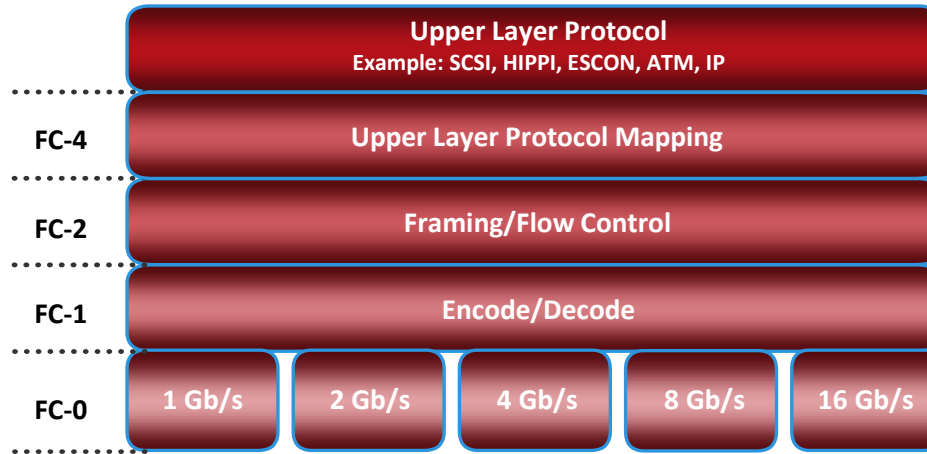 Upper Layer Protocol
Example: SCSI, HIPPI, ESCON, ATM, IP
FC-4
Upper Layer Protocol Mapping
FC-2
Framing/Flow Control
FC-1
Encode/Decode
FC-0
1 Gb/s
2 Gb/s
4 Gb/s
8 Gb/s
16 Gb/s